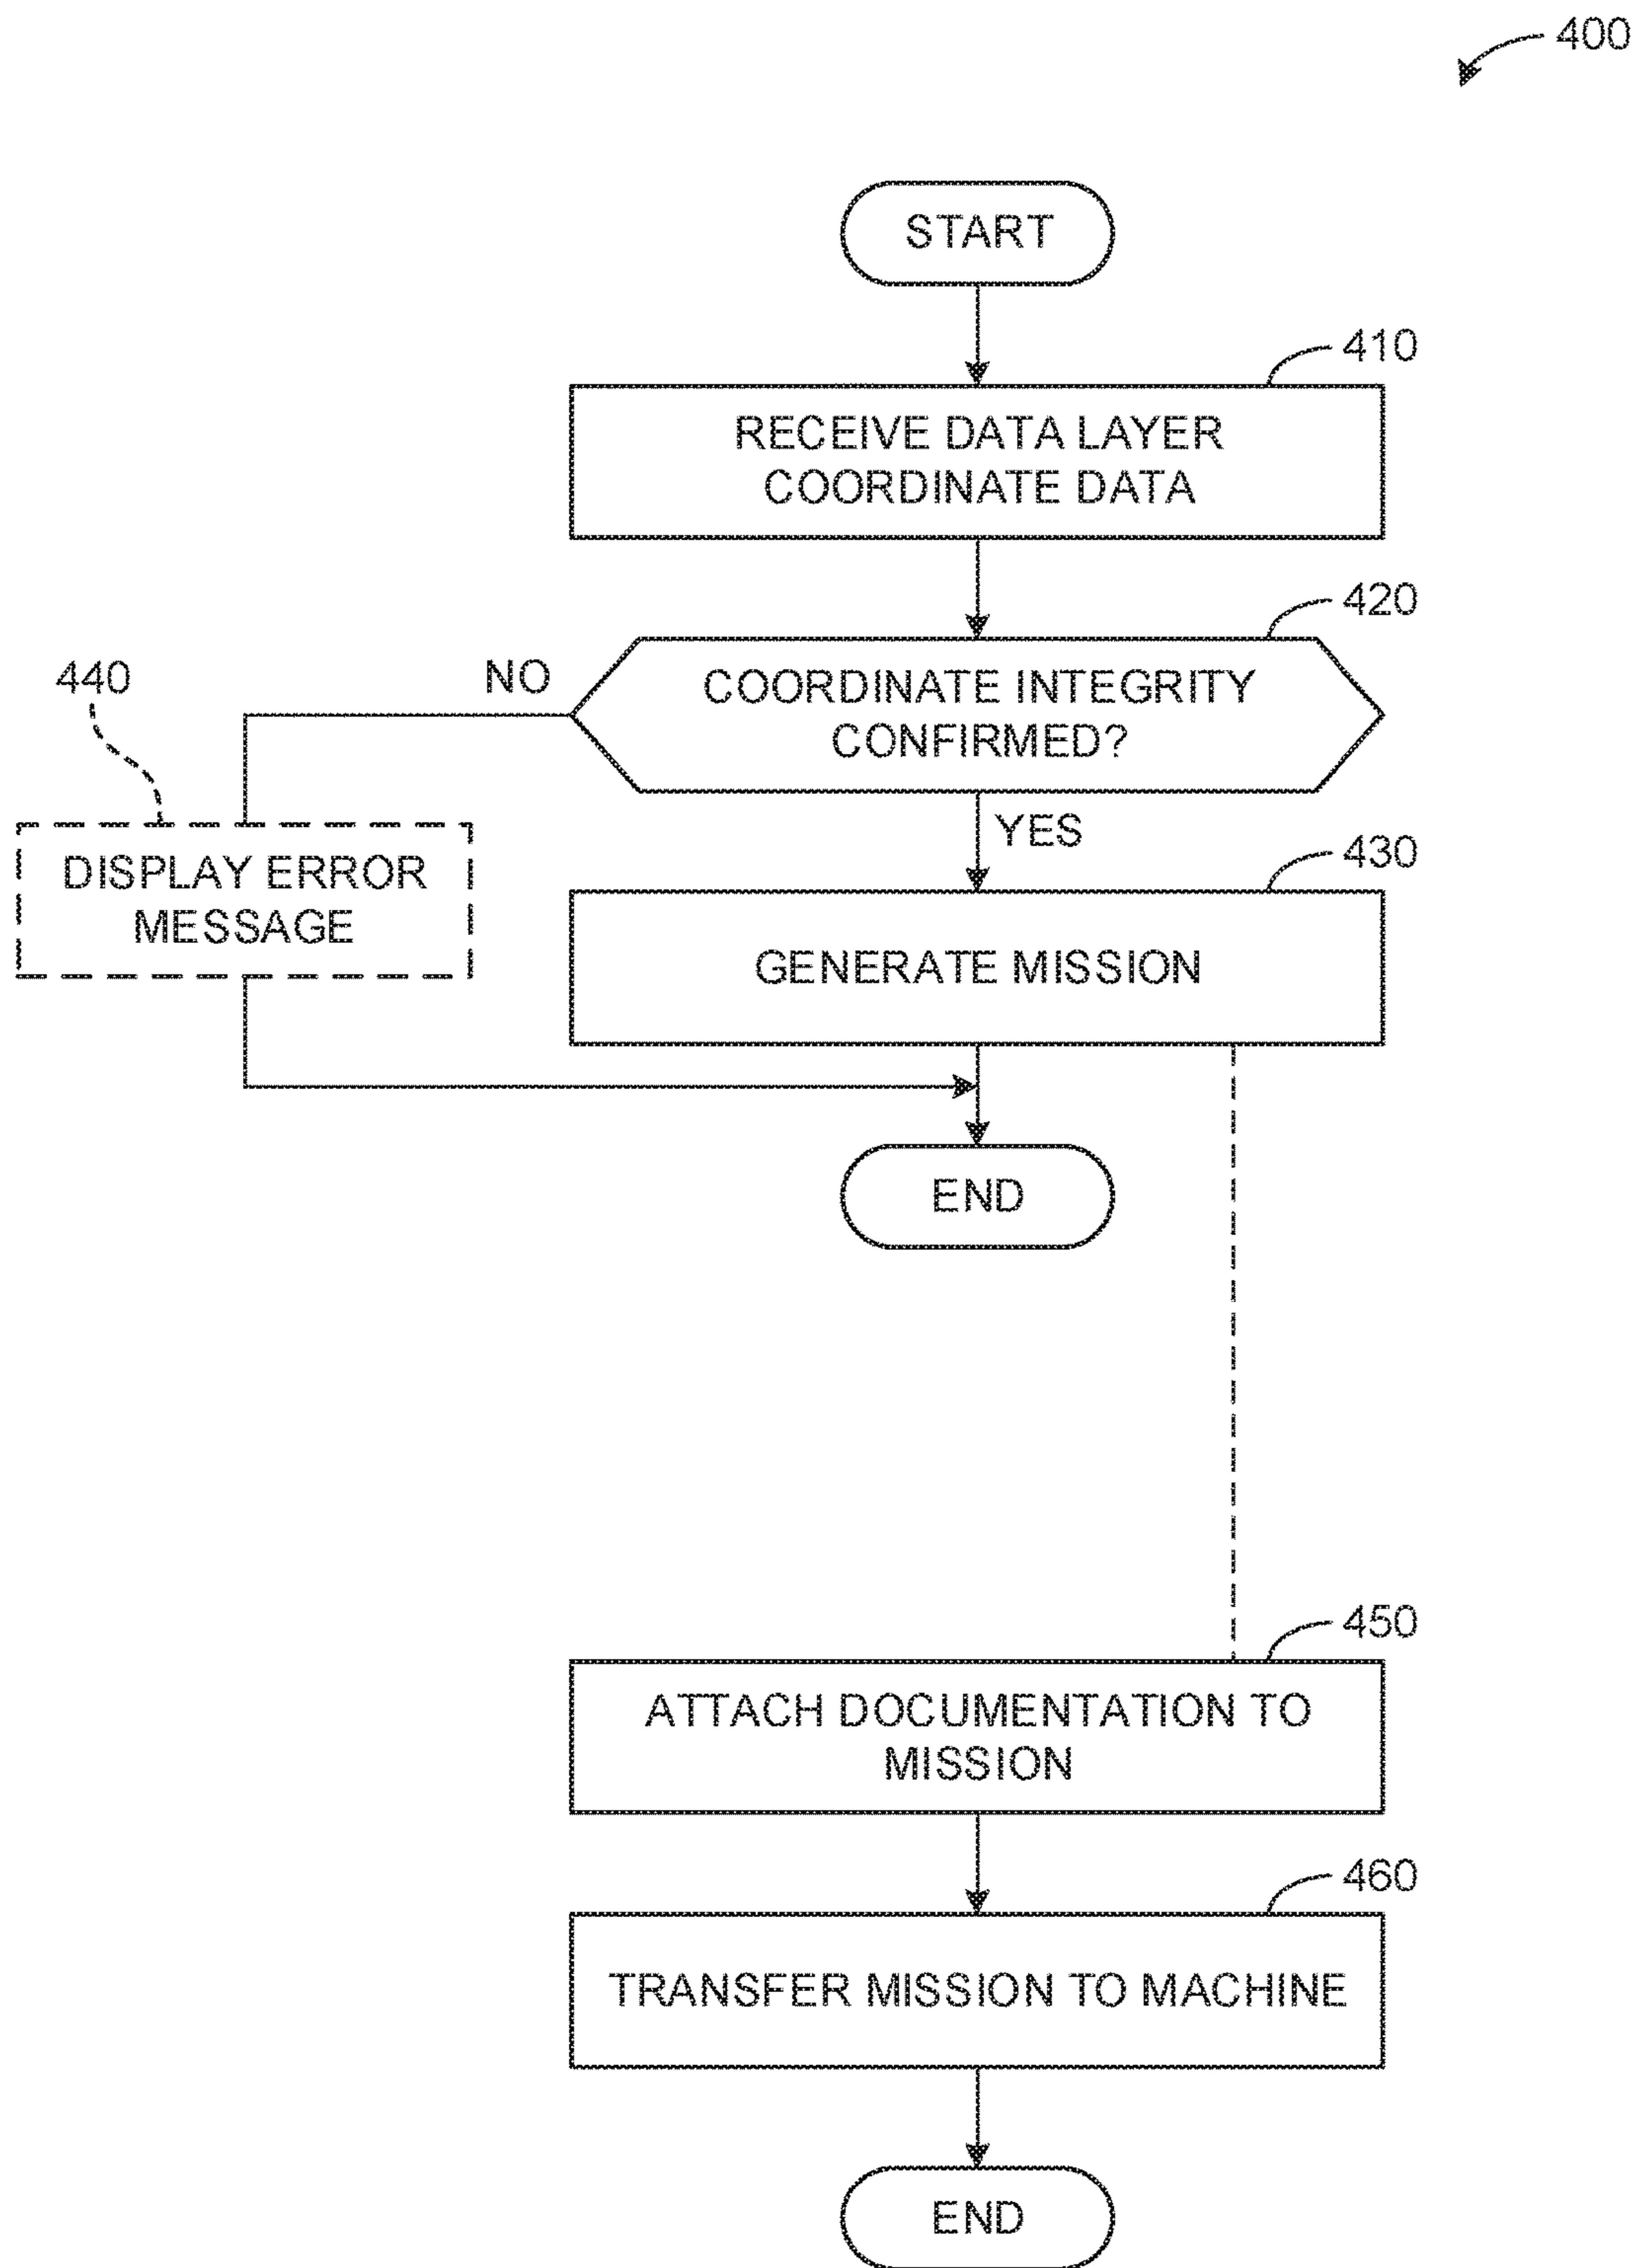 400
START
410
RECEIVE DATA LAYER
COORDINATE DATA
420
COORDINATE INTEGRITY
CONFIRMED?
NO
440
YES
DISPLAY ERROR
MESSAGE
430
GENERATE MISSION
END
450
ATTACH DOCUMENTATION TO
MISSION
460
TRANSFER MISSION TO MACHINE
END